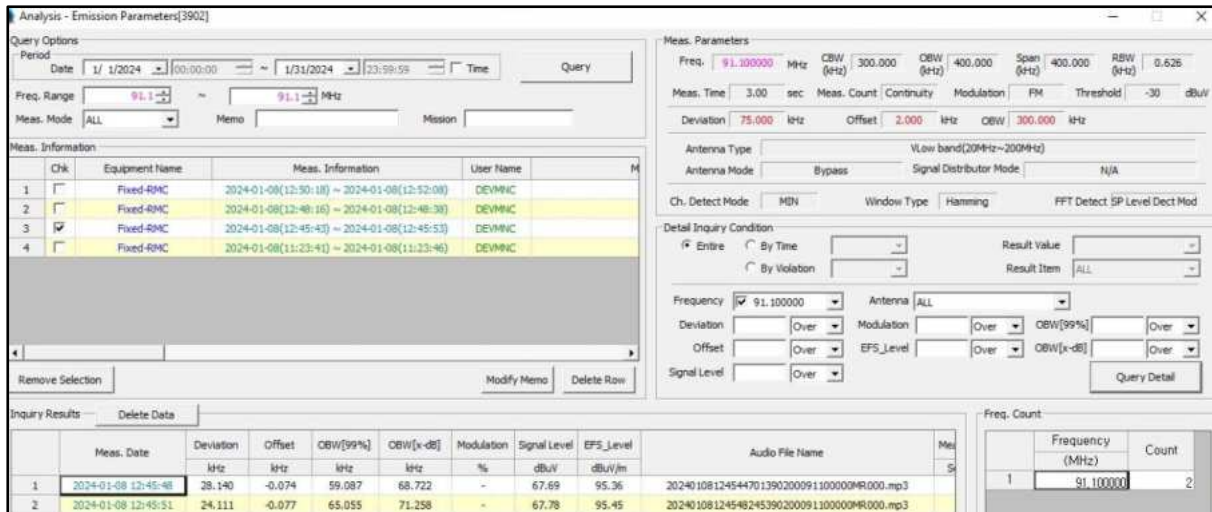 Analysis - Emission Parameters[3902]
Query Options
Period
Date 1/ 1/2024 00:00:00 ~ 1/31/2024 23:59:59 Time Query
Freq. Range 91.1 ~ 91.1 MHz
Meas. Mode ALL Memo Mission
Meas. Information
Chk Equipment Name Meas. Information User Name M
1 Fixed-RMC 2024-01-08(12:50:18) ~ 2024-01-08(12:52:08) DEVMNC
2 Fixed-RMC 2024-01-08(12:48:16) ~ 2024-01-08(12:48:38) DEVMNC
3 Fixed-RMC 2024-01-08(12:45:43) ~ 2024-01-08(12:45:53) DEVMNC
4 Fixed-RMC 2024-01-08(11:23:41) ~ 2024-01-08(11:23:46) DEVMNC
Remove Selection Modify Memo Delete Row
Meas. Parameters
Freq. 91.100000 MHz CBW (kHz) 300.000 OBW (kHz) 400.000 Span (kHz) 400.000 RBW (kHz) 0.626
Meas. Time 3.00 sec Meas. Count Continuity Modulation FM Threshold -30 dBuV
Deviation 75.000 kHz Offset 2.000 kHz OBW 300.000 kHz
Antenna Type VLow band(20MHz~200MHz)
Antenna Mode Bypass Signal Distributor Mode N/A
Ch. Detect Mode MIN Window Type Hamming FFT Detect SP Level Dect Mod
Detail Inquiry Condition
Entire By Time Result Value
By Violation Result Item ALL
Frequency 91.100000 Antenna ALL
Deviation Over Modulation Over OBW[99%] Over
Offset Over EFS_Level Over OBW[x-dB] Over
Signal Level Over Query Detail
Inquiry Results Delete Data
Meas. Date Deviation Offset OBW[99%] OBW[x-dB] Modulation Signal Level EFS_Level Audio File Name Mea
kHz kHz kHz kHz % dBuV dBuV/m S
1 2024-01-08 12:45:48 28.140 -0.074 59.087 68.722 - 67.69 95.36 20240108124544701390200091100000MR000.mp3
2 2024-01-08 12:45:51 24.111 -0.077 65.055 71.258 - 67.78 95.45 20240108124548245390200091100000MR000.mp3
Freq. Count
Frequency (MHz) Count
1 91.100000 2